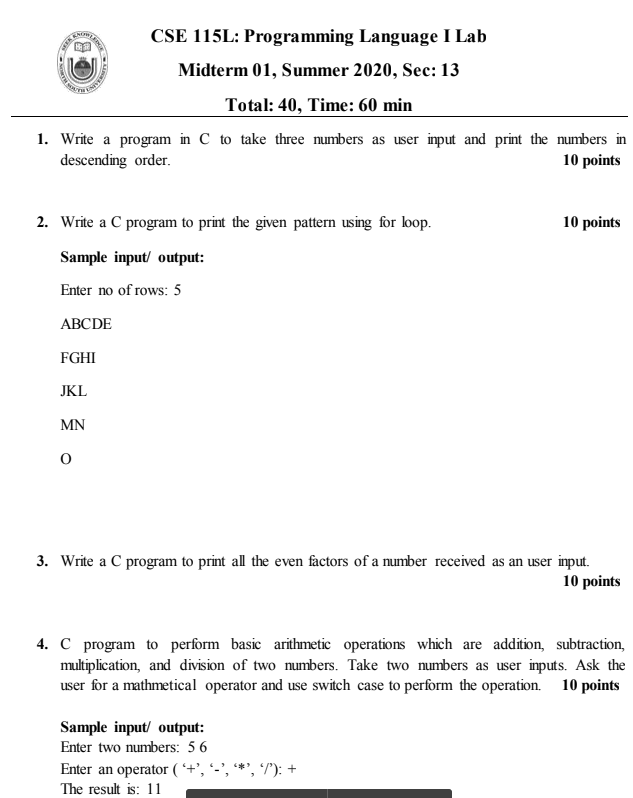 SEEK KNOWLEDGE
NORTH SOUTH UNIVERSITY
CSE 115L: Programming Language I Lab
Midterm 01, Summer 2020, Sec: 13
Total: 40, Time: 60 min
1. Write a program in C to take three numbers as user input and print the numbers in
descending order. 10 points
2. Write a C program to print the given pattern using for loop. 10 points
Sample input/ output:
Enter no of rows: 5
ABCDE
FGHI
JKL
MN
O
3. Write a C program to print all the even factors of a number received as an user input.
10 points
4. C program to perform basic arithmetic operations which are addition, subtraction,
multiplication, and division of two numbers. Take two numbers as user inputs. Ask the
user for a mathmetical operator and use switch case to perform the operation. 10 points
Sample input/ output:
Enter two numbers: 5 6
Enter an operator ( ‘+’, ‘-’, ‘*’, ‘/’): +
The result is: 11